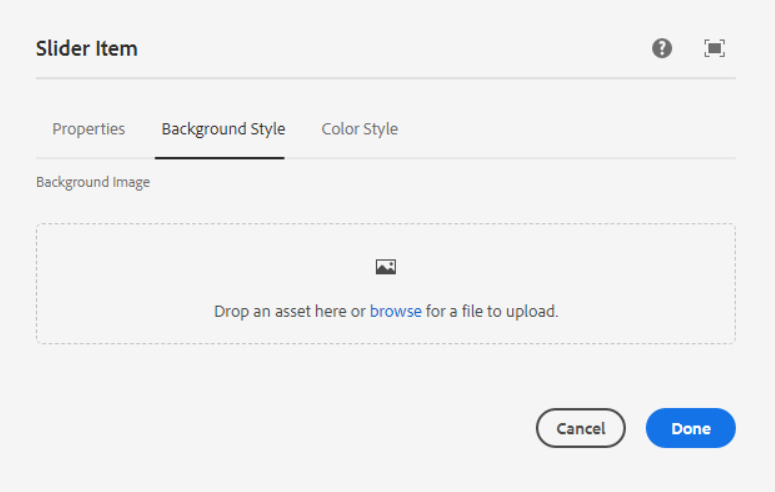 Slider Item
Properties Background Style Color Style
Background Image
Drop an asset here or browse for a file to upload.
Cancel Done